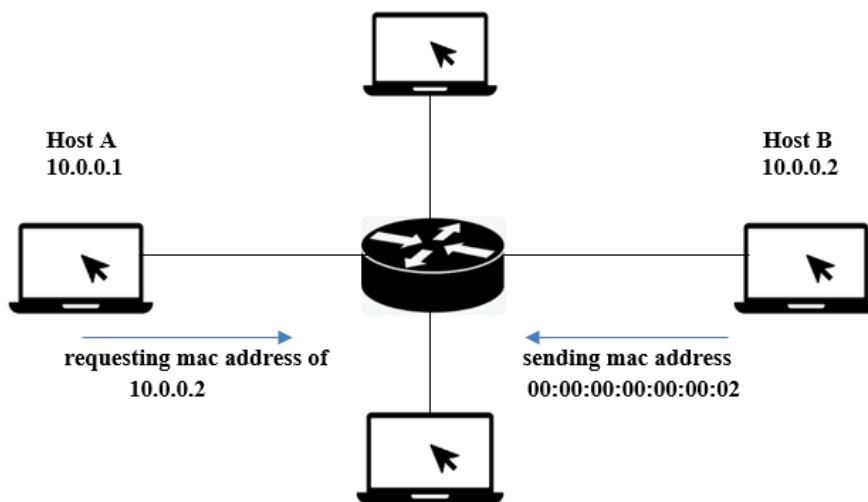 Host A
10.0.0.1
Host B
10.0.0.2
requesting mac address of
10.0.0.2
sending mac address
00:00:00:00:00:00:02